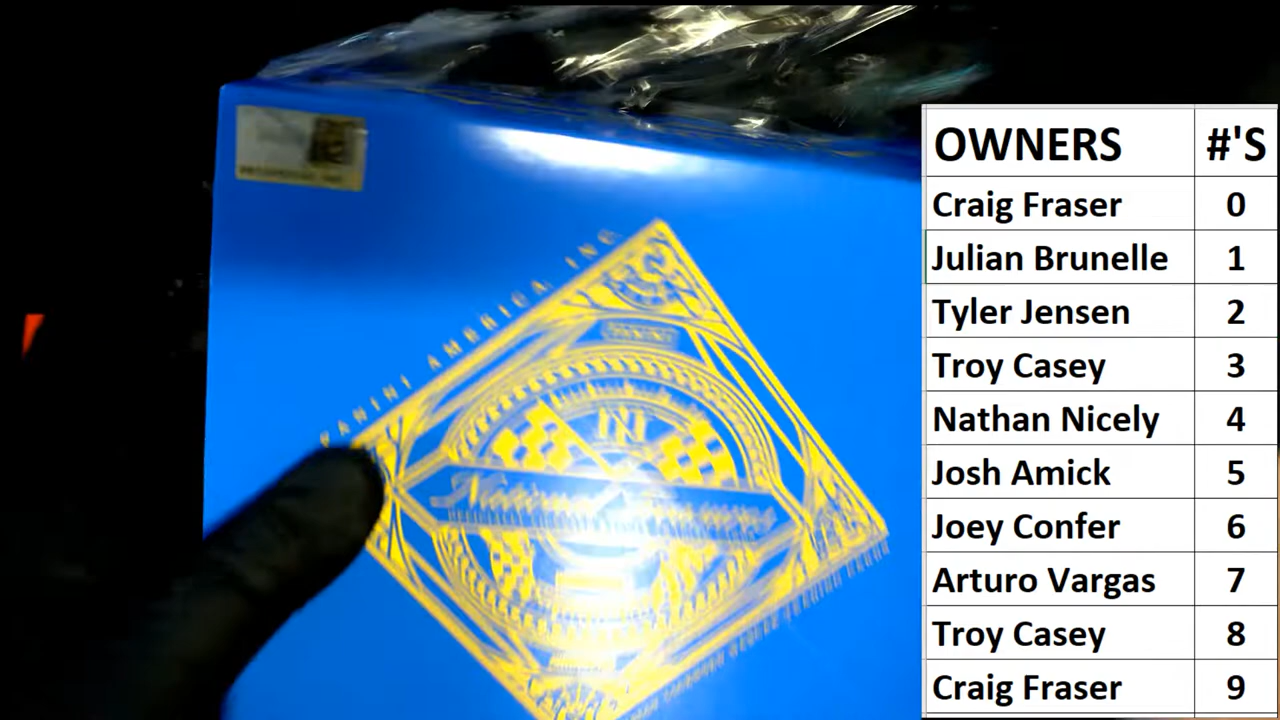 PANINI AMERICA, INC.
PANINI
OWNERS #'S
Craig Fraser 0
Julian Brunelle 1
Tyler Jensen 2
Troy Casey 3
Nathan Nicely 4
Josh Amick 5
Joey Confer 6
Arturo Vargas 7
Troy Casey 8
Craig Fraser 9